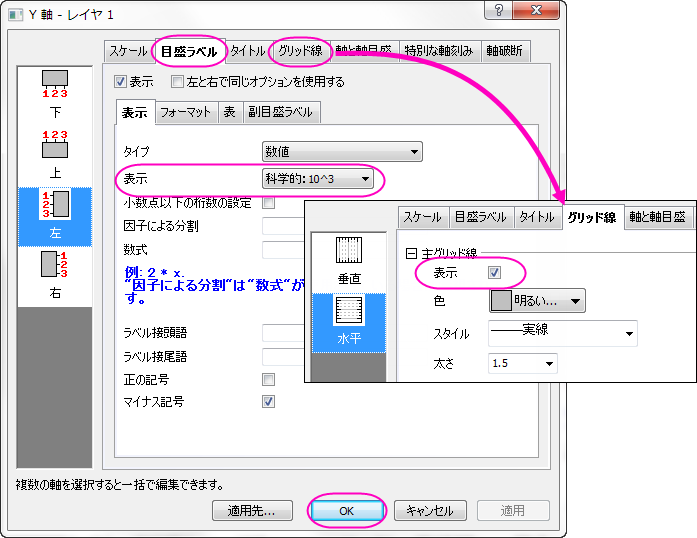 Y 軸 - レイヤ 1
スケール 目盛ラベル タイトル グリッド線 軸と軸目盛 特別な軸刻み 軸破断
表示 左と右で同じオプションを使用する
123
下
123
上
1
2
3
左
1
2
3
右
表示 フォーマット 表 副目盛ラベル
タイプ 数値
表示 科学的: 10^3
小数点以下の桁数の設定
因子による分割
数式
例: 2 * x.
"因子による分割"は"数式"が
す。
ラベル接頭語
ラベル接尾語
正の記号
マイナス記号
スケール 目盛ラベル タイトル グリッド線 軸と軸目盛
垂直
水平
主グリッド線
表示
色 明るい...
スタイル 実線
太さ 1.5
複数の軸を選択すると一括で編集できます。
適用先... OK キャンセル 適用